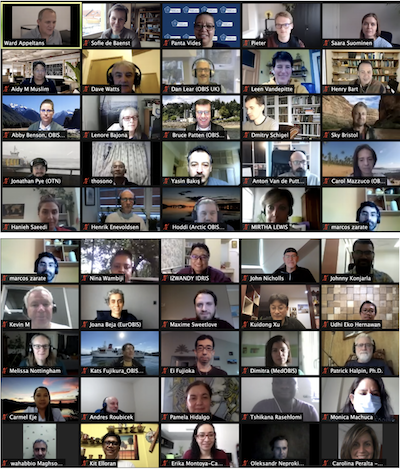 Ward Appeltans
Sofie de Baenst
Panta Vides
Pieter
Saara Suominen
Aidy M Muslim
Dave Watts
Dan Lear (OBIS UK)
Leen Vandepitte
Henry Bart
Abby Benson, OBIS...
Lenore Bajona
Bruce Patten (OBIS...
Dmitry Schigel
Sky Bristol
Jonathan Pye (OTN)
thosono
Yasin Bakış
Anton Van de Putt...
Carol Mazzuco (OB...
Hanieh Saeedi
Henrik Enevoldsen
Hoddi (Arctic OBIS...
MIRTHA LEWIS
marcos zarate
marcos zarate
Nina Wambiji
IZWANDY IDRIS
John Nicholls
Johnny Konjarla
Kevin M
Joana Beja (EurOBIS)
Maxime Sweetlove
Kuidong Xu
Udhi Eko Hernawan
Melissa Nottingham
Kats Fujikura_OBIS...
Ei Fujioka
Dimitra (MedOBIS)
Patrick Halpin, Ph.D.
Carmel Eje
Andres Roubicek
Pamela Hidalgo
Tshikana Rasehlomi
Monica Machuca
wahabbio Maghso...
Kit Elloran
Erika Montoya-Ca...
Oleksandr Neproki...
Carolina Peralta –...